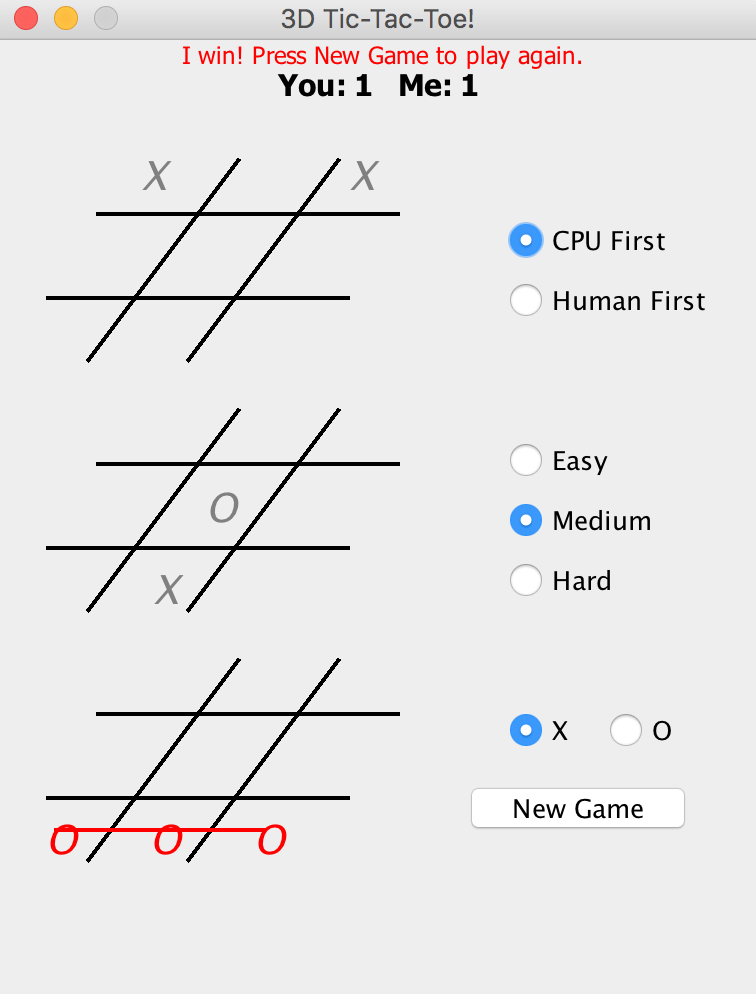 3D Tic-Tac-Toe!
I win! Press New Game to play again.
You: 1 Me: 1
X X
CPU First
Human First
Easy
O
Medium
X
Hard
X O
New Game
O O O